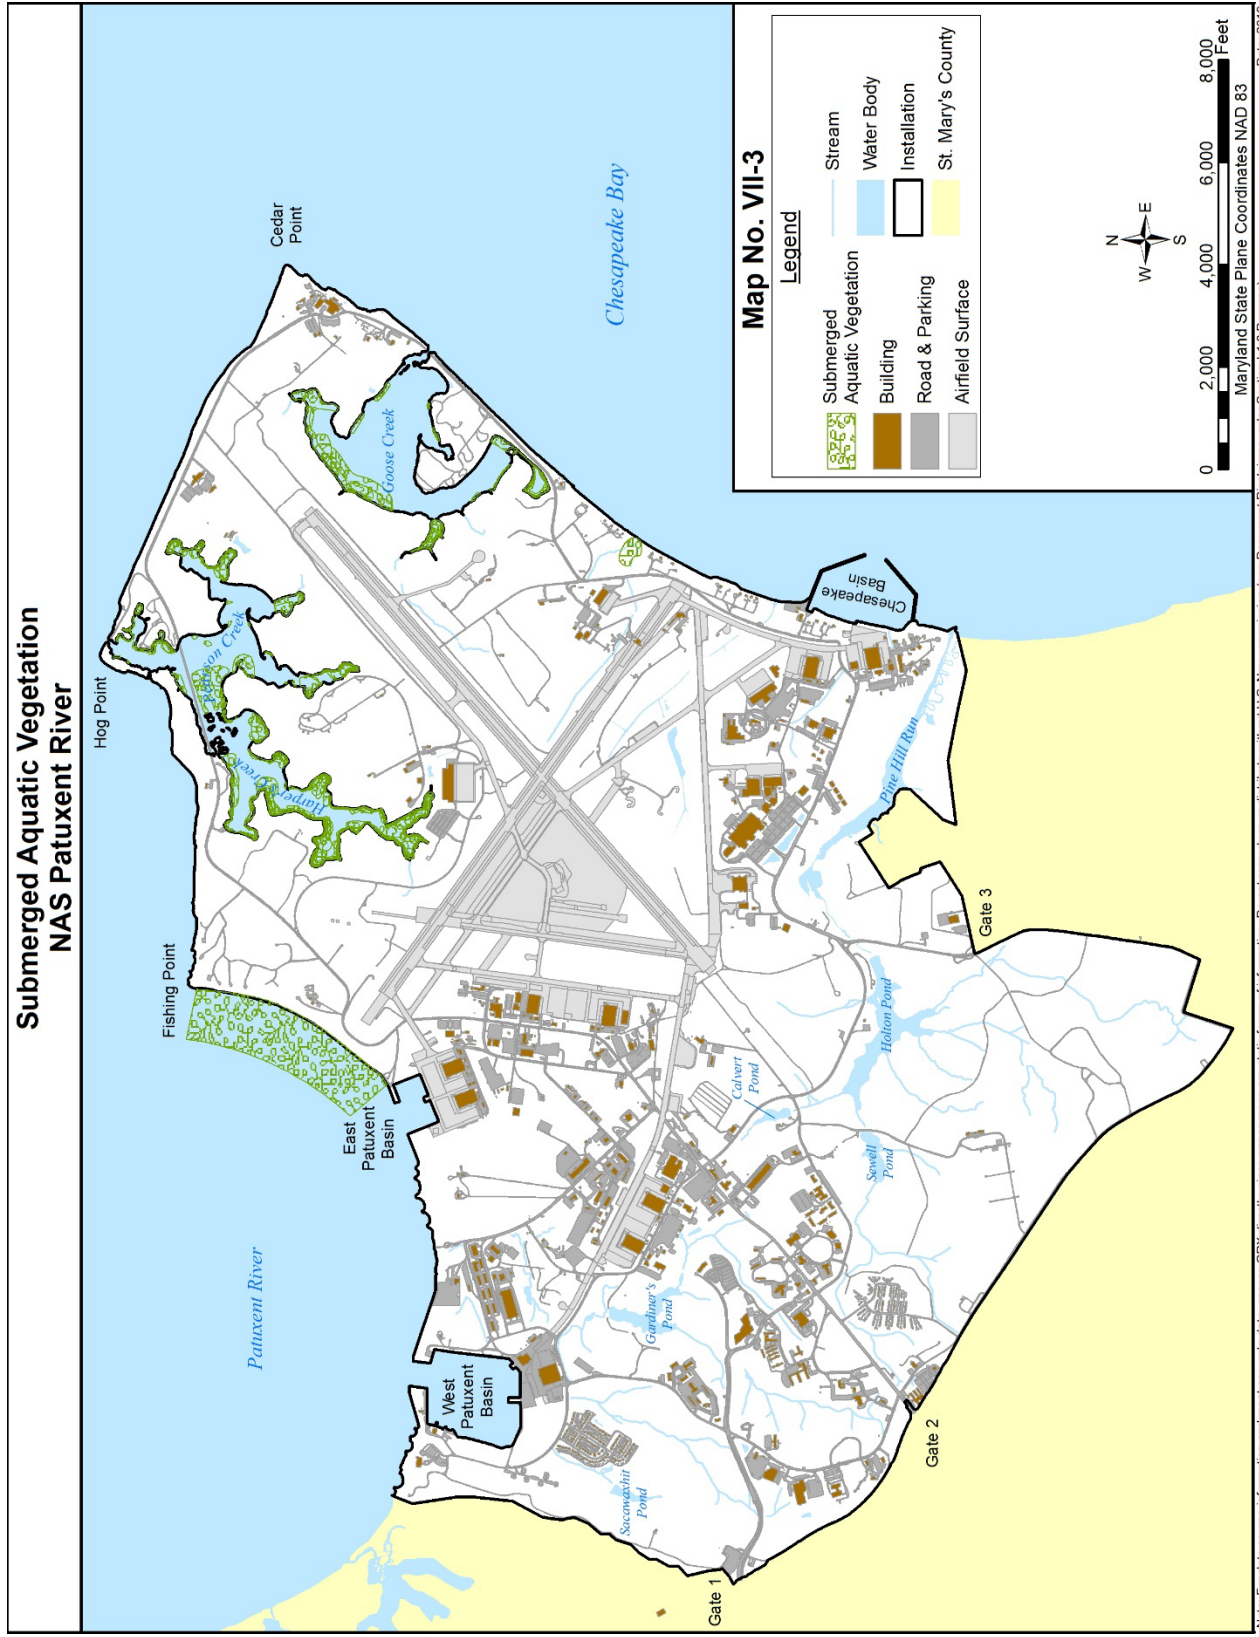 Submerged Aquatic Vegetation
NAS Patuxent River
Hog Point
Cedar
Point
Fishing Point
East
Patuxent
Basin
Patuxent River
West
Patuxent
Basin
Pearson Creek
Harper Creek
Goose Creek
Chesapeake Bay
Chesapeake
Basin
Pine Hill Run
Gate 3
Holton Pond
Calvert
Pond
Sewell
Pond
Gardiner's
Pond
Sacawaxhit
Pond
Gate 2
Gate 1
Map No. VII-3
Legend
Submerged
Aquatic Vegetation
Building
Road & Parking
Airfield Surface
Stream
Water Body
Installation
St. Mary's County
N
W
E
S
0
2,000
4,000
6,000
8,000
Feet
Maryland State Plane Coordinates NAD 83